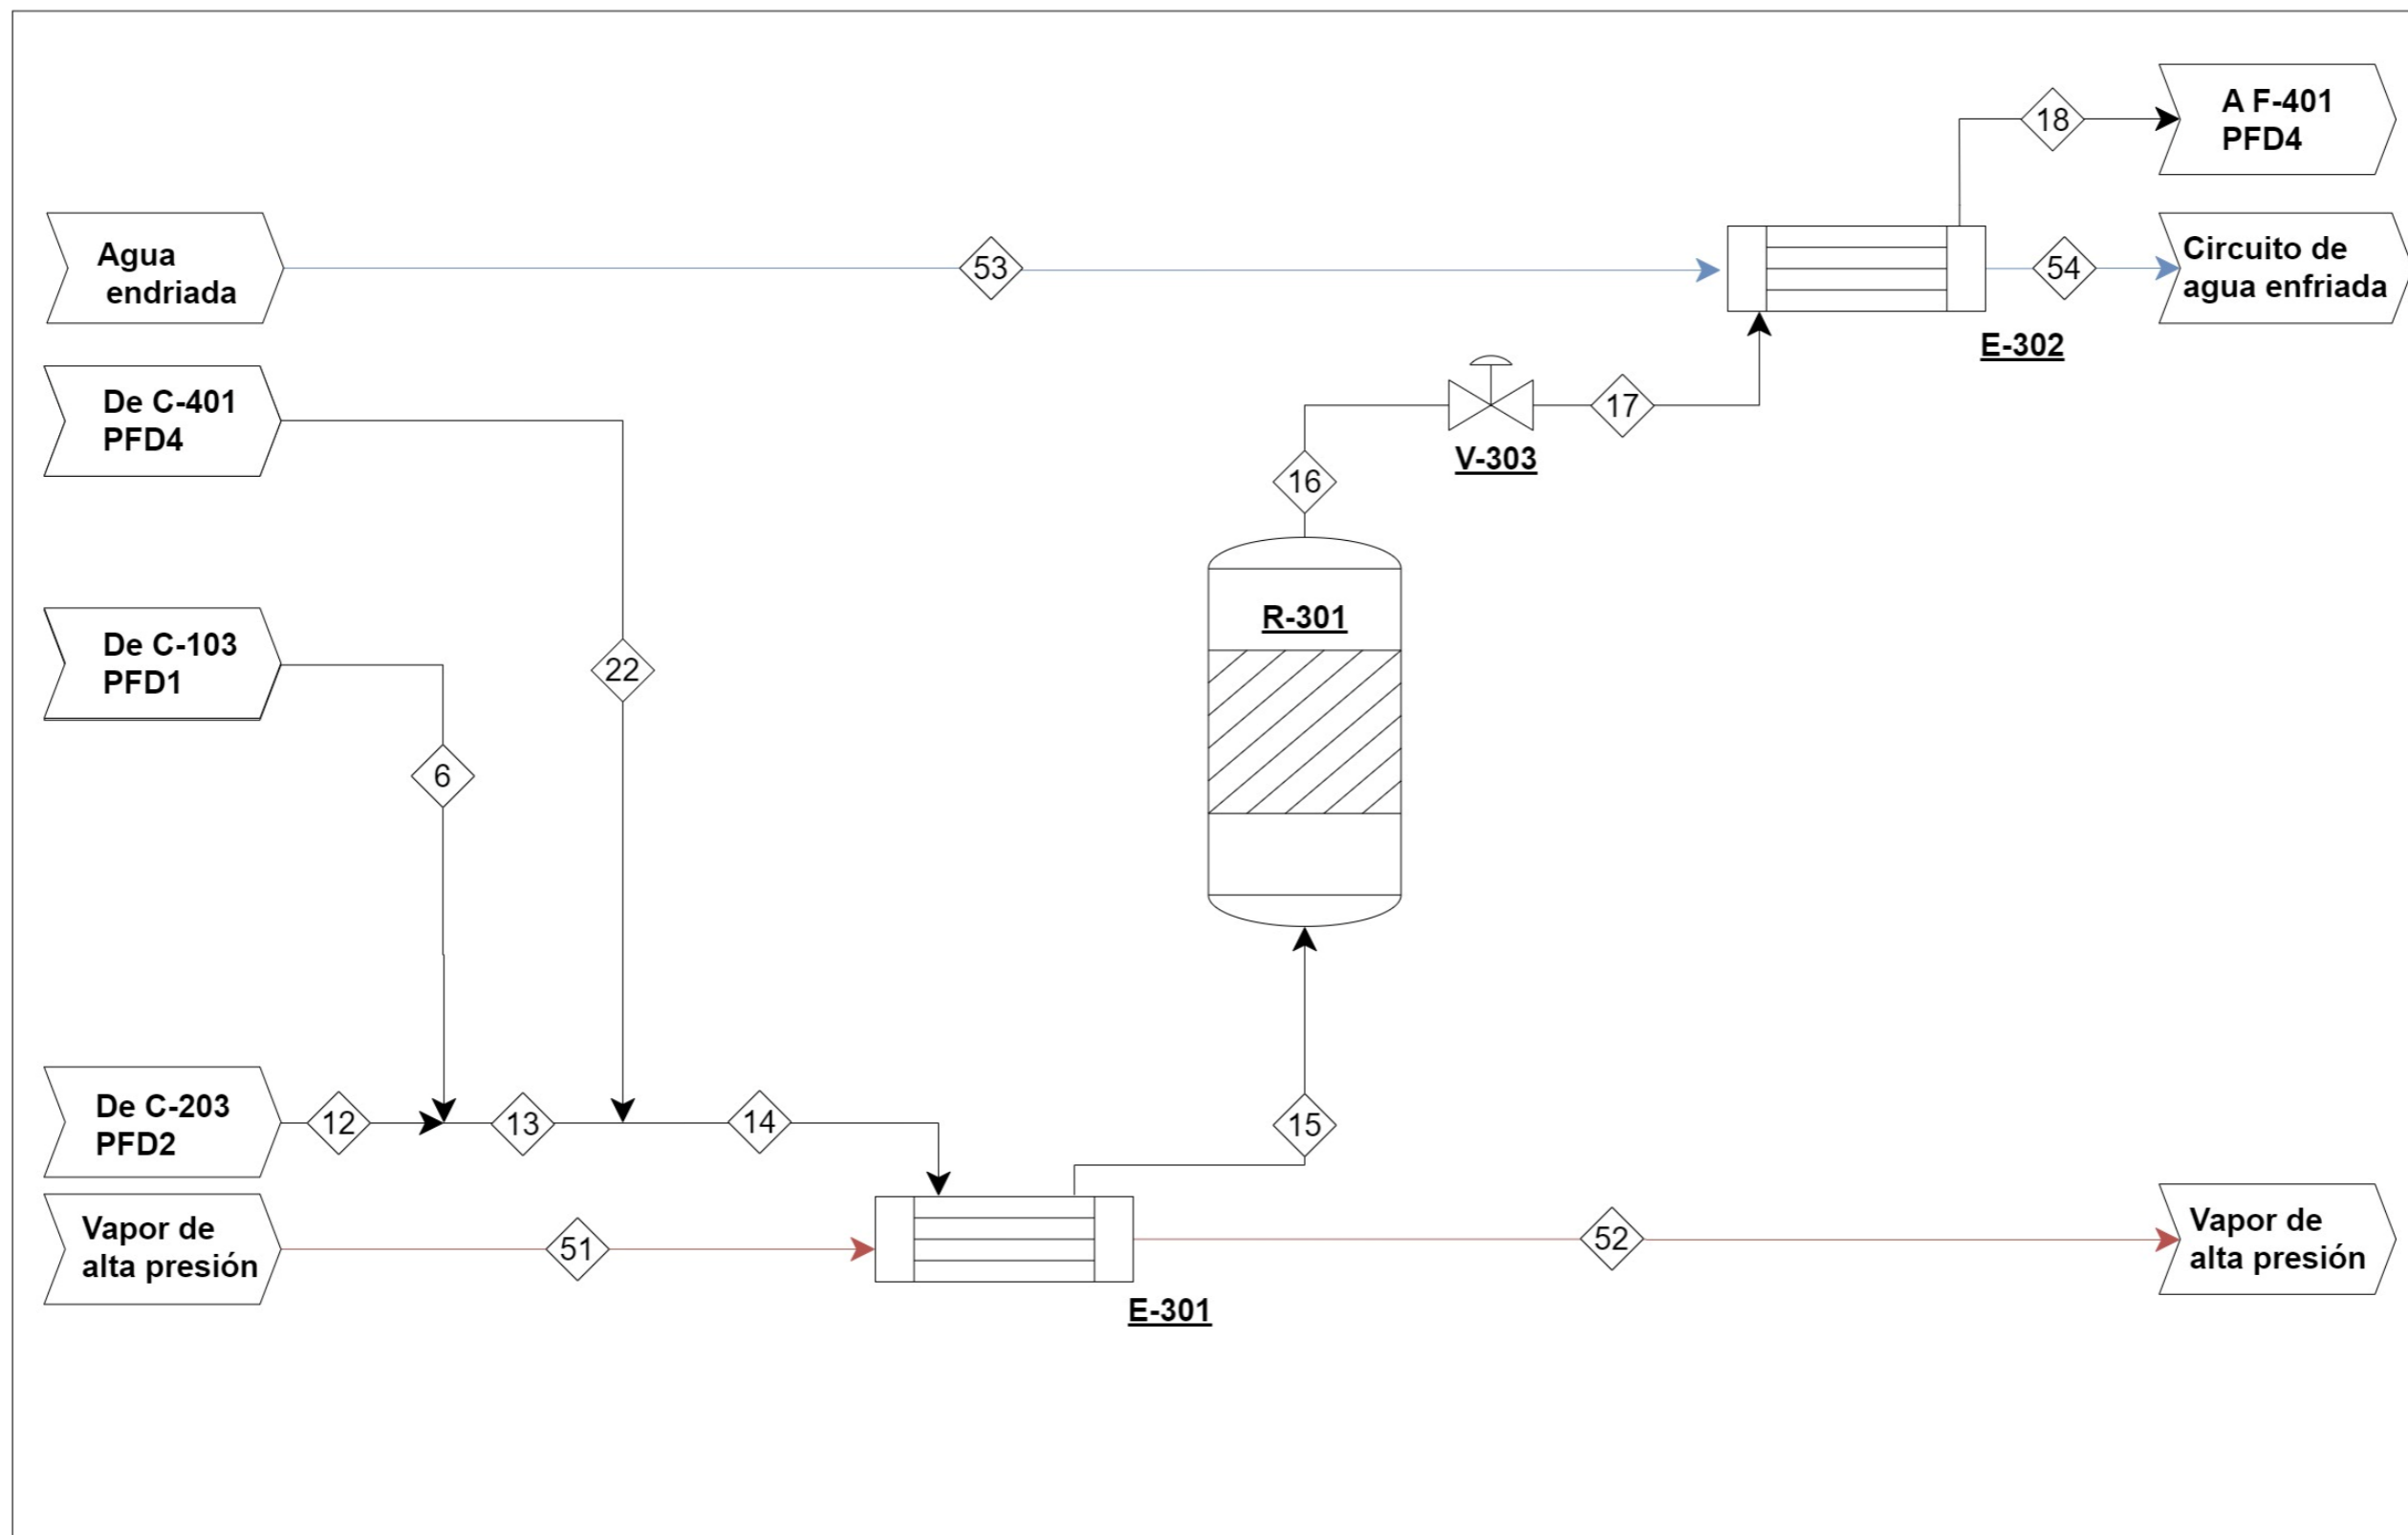 A F-401
PFD4
18
Agua
endriada
53
54
Circuito de
agua enfriada
E-302
De C-401
PFD4
17
V-303
16
R-301
De C-103
PFD1
22
6
De C-203
PFD2
12
13
14
15
Vapor de
alta presión
51
52
Vapor de
alta presión
E-301